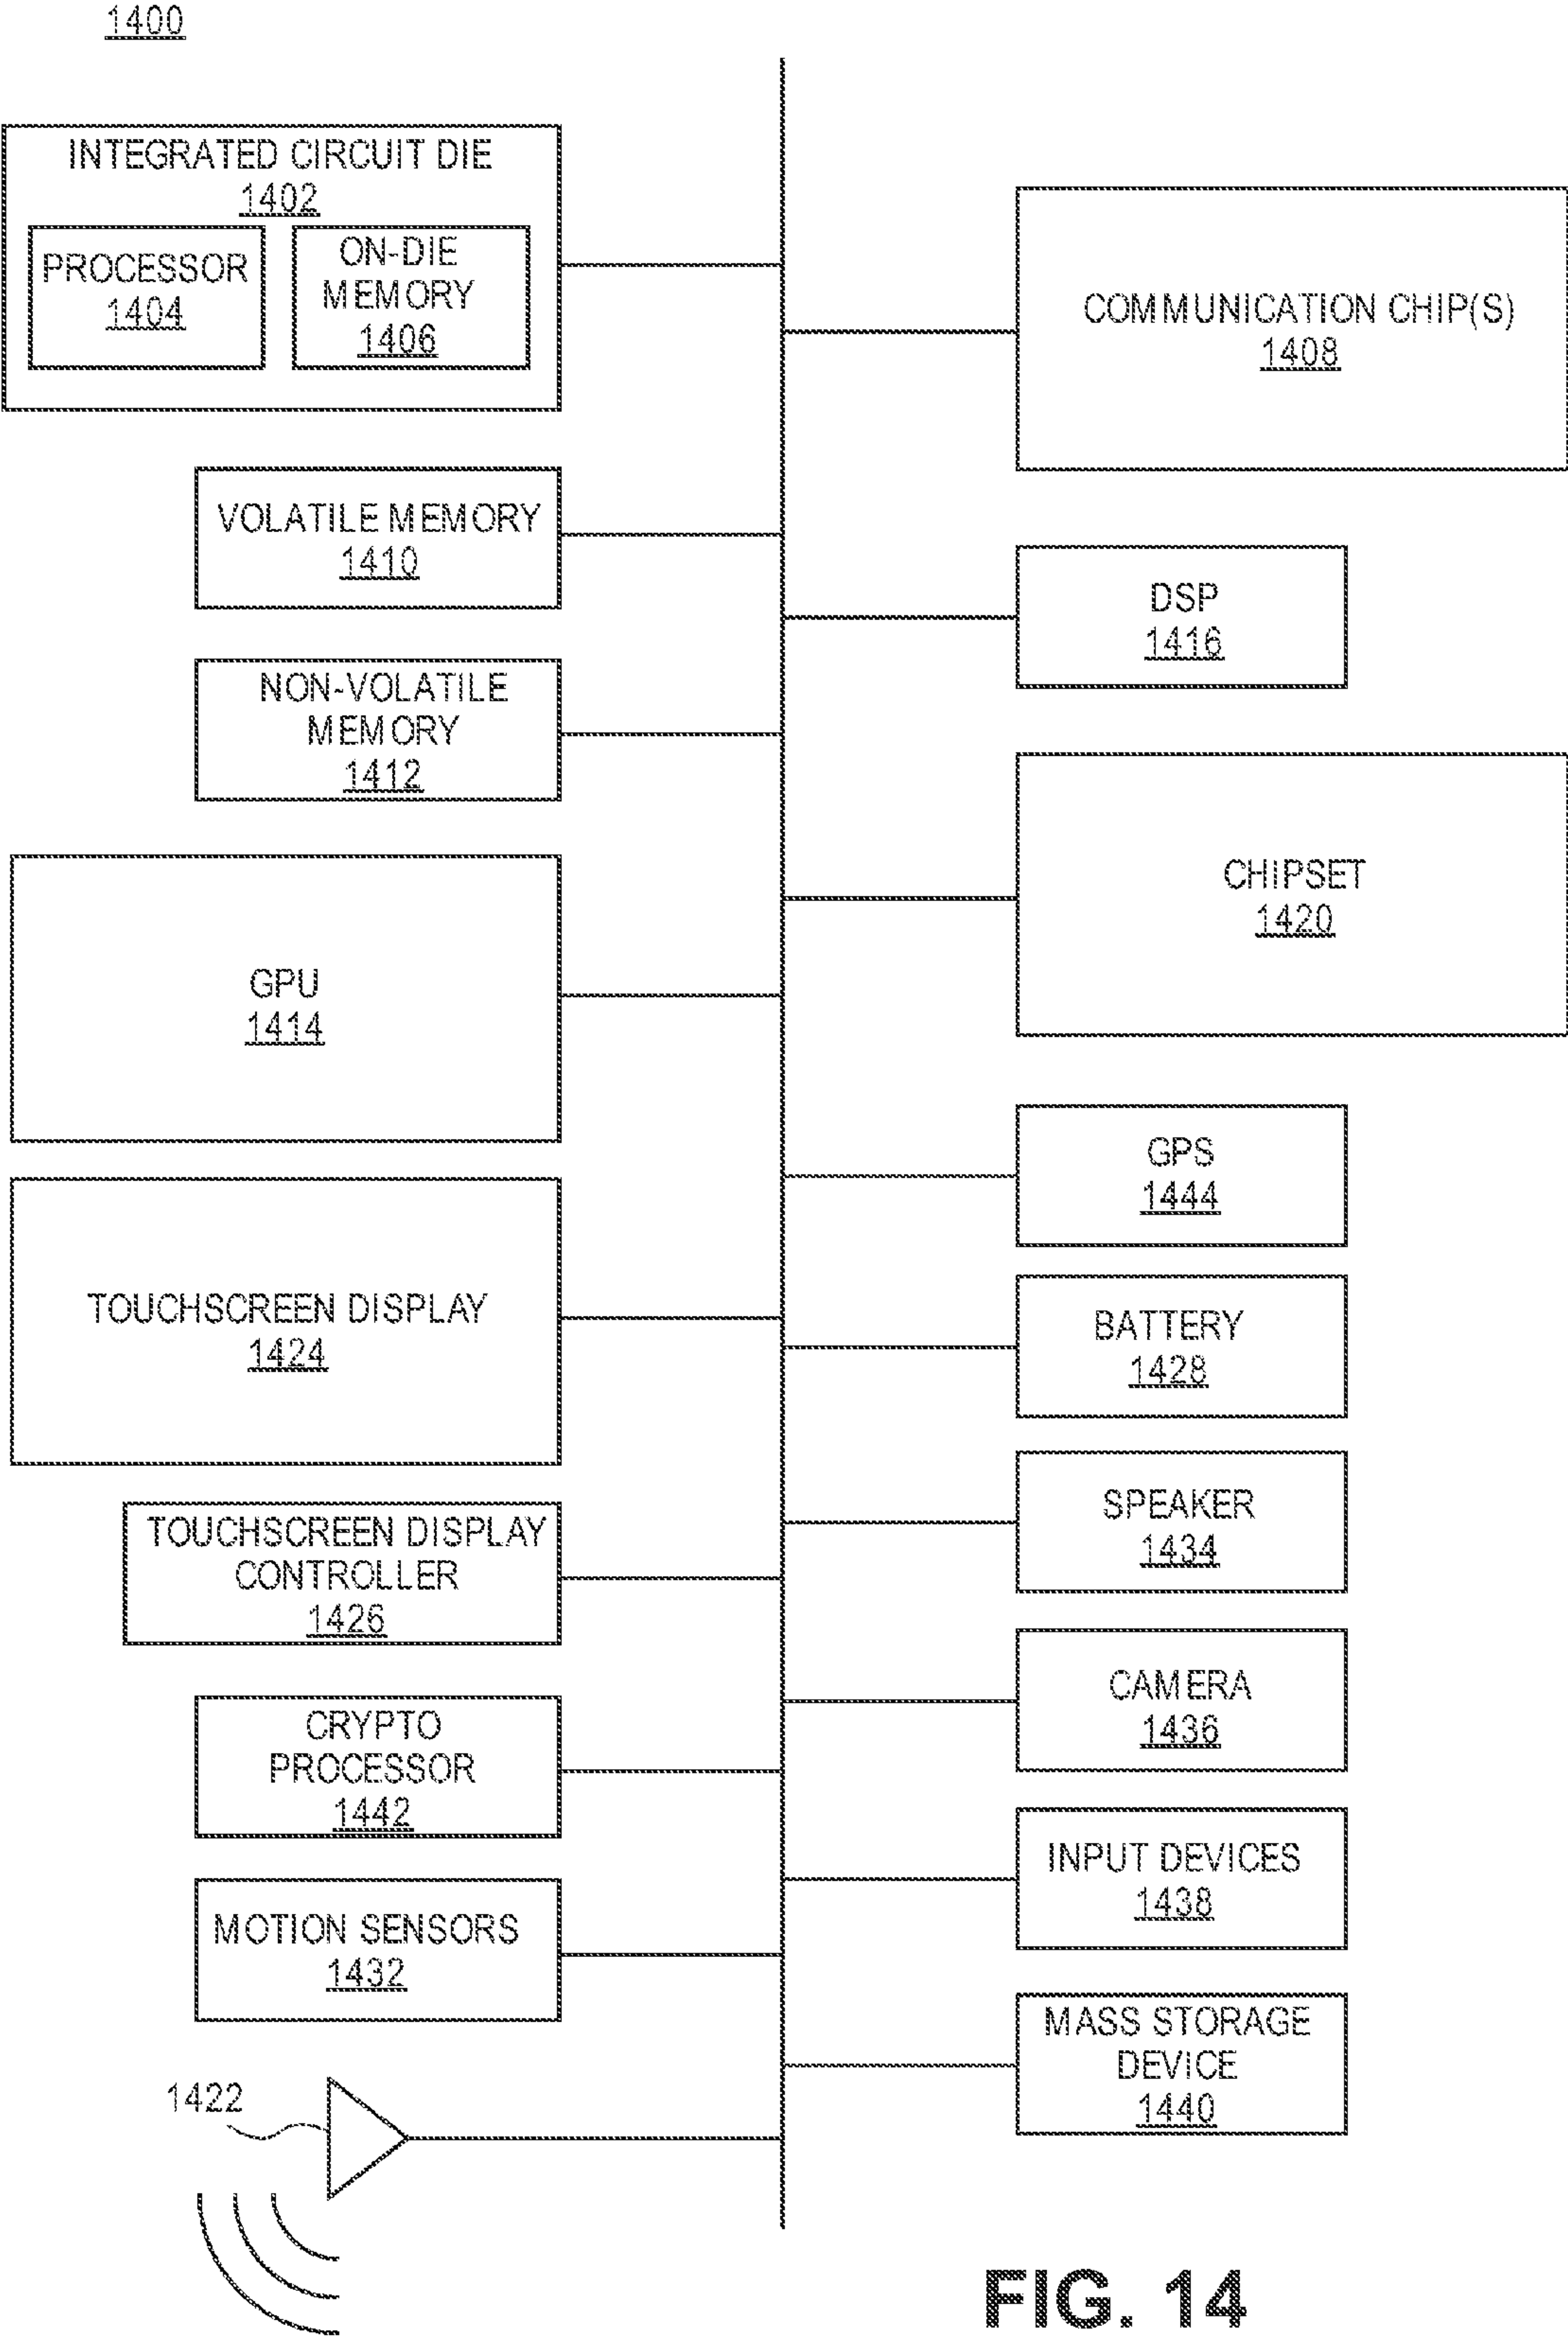 1400
INTEGRATED CIRCUIT DIE
1402
PROCESSOR
1404
ON-DIE
MEMORY
1406
VOLATILE MEMORY
1410
NON-VOLATILE
MEMORY
1412
GPU
1414
TOUCHSCREEN DISPLAY
1424
TOUCHSCREEN DISPLAY
CONTROLLER
1426
CRYPTO
PROCESSOR
1442
MOTION SENSORS
1432
1422
COMMUNICATION CHIP(S)
1408
DSP
1416
CHIPSET
1420
GPS
1444
BATTERY
1428
SPEAKER
1434
CAMERA
1436
INPUT DEVICES
1438
MASS STORAGE
DEVICE
1440
FIG. 14